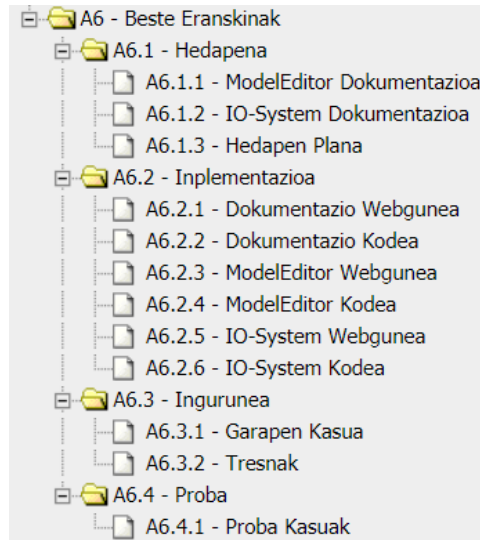 A6 - Beste Eranskinak
A6.1 - Hedapena
A6.1.1 - ModelEditor Dokumentazioa
A6.1.2 - IO-System Dokumentazioa
A6.1.3 - Hedapen Plana
A6.2 - Inplementazioa
A6.2.1 - Dokumentazio Webgunea
A6.2.2 - Dokumentazio Kodea
A6.2.3 - ModelEditor Webgunea
A6.2.4 - ModelEditor Kodea
A6.2.5 - IO-System Webgunea
A6.2.6 - IO-System Kodea
A6.3 - Ingurunea
A6.3.1 - Garapen Kasua
A6.3.2 - Tresnak
A6.4 - Proba
A6.4.1 - Proba Kasuak